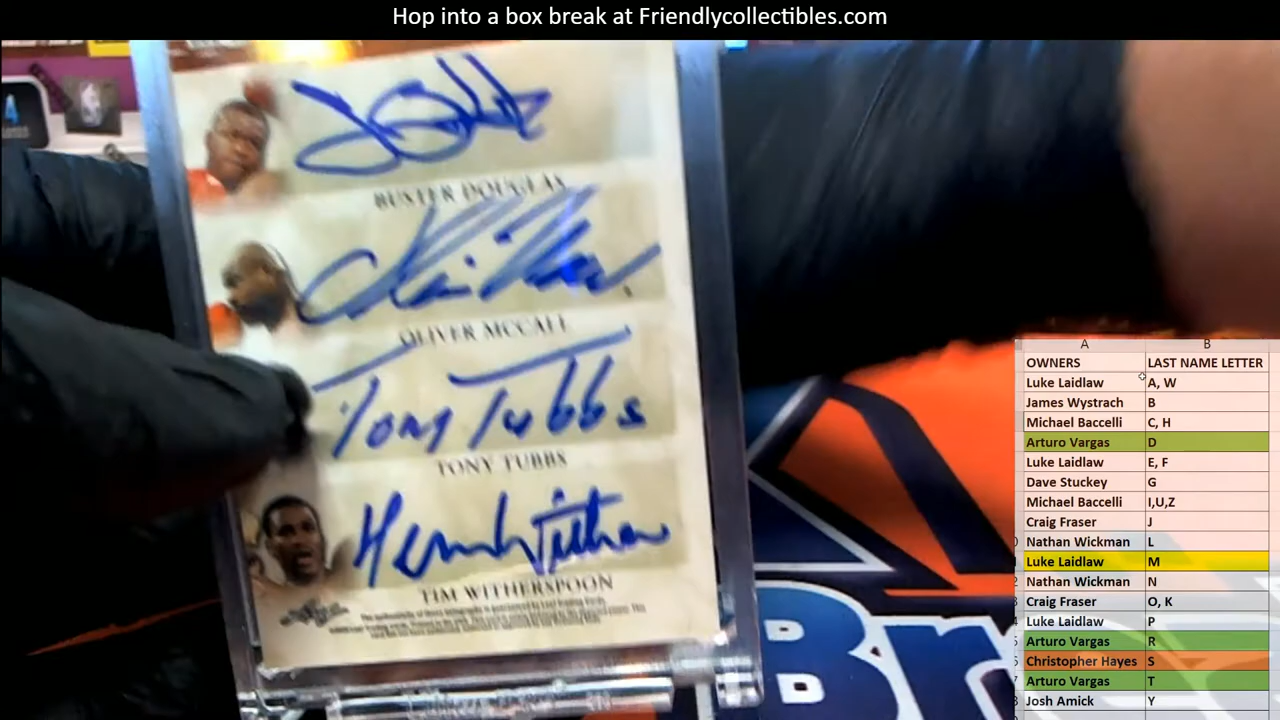 Hop into a box break at Friendlycollectibles.com
BUSTER DOUGLAS
OLIVER MCCALL
Tony Tubbs
TONY TUBBS
TIM WITHERSPOON
A B
OWNERS LAST NAME LETTER
Luke Laidlaw A, W
James Wystrach B
Michael Baccelli C, H
Arturo Vargas D
Luke Laidlaw E, F
Dave Stuckey G
Michael Baccelli I,U,Z
Craig Fraser J
Nathan Wickman L
Luke Laidlaw M
Nathan Wickman N
Craig Fraser O, K
Luke Laidlaw P
Arturo Vargas R
Christopher Hayes S
Arturo Vargas T
Josh Amick Y